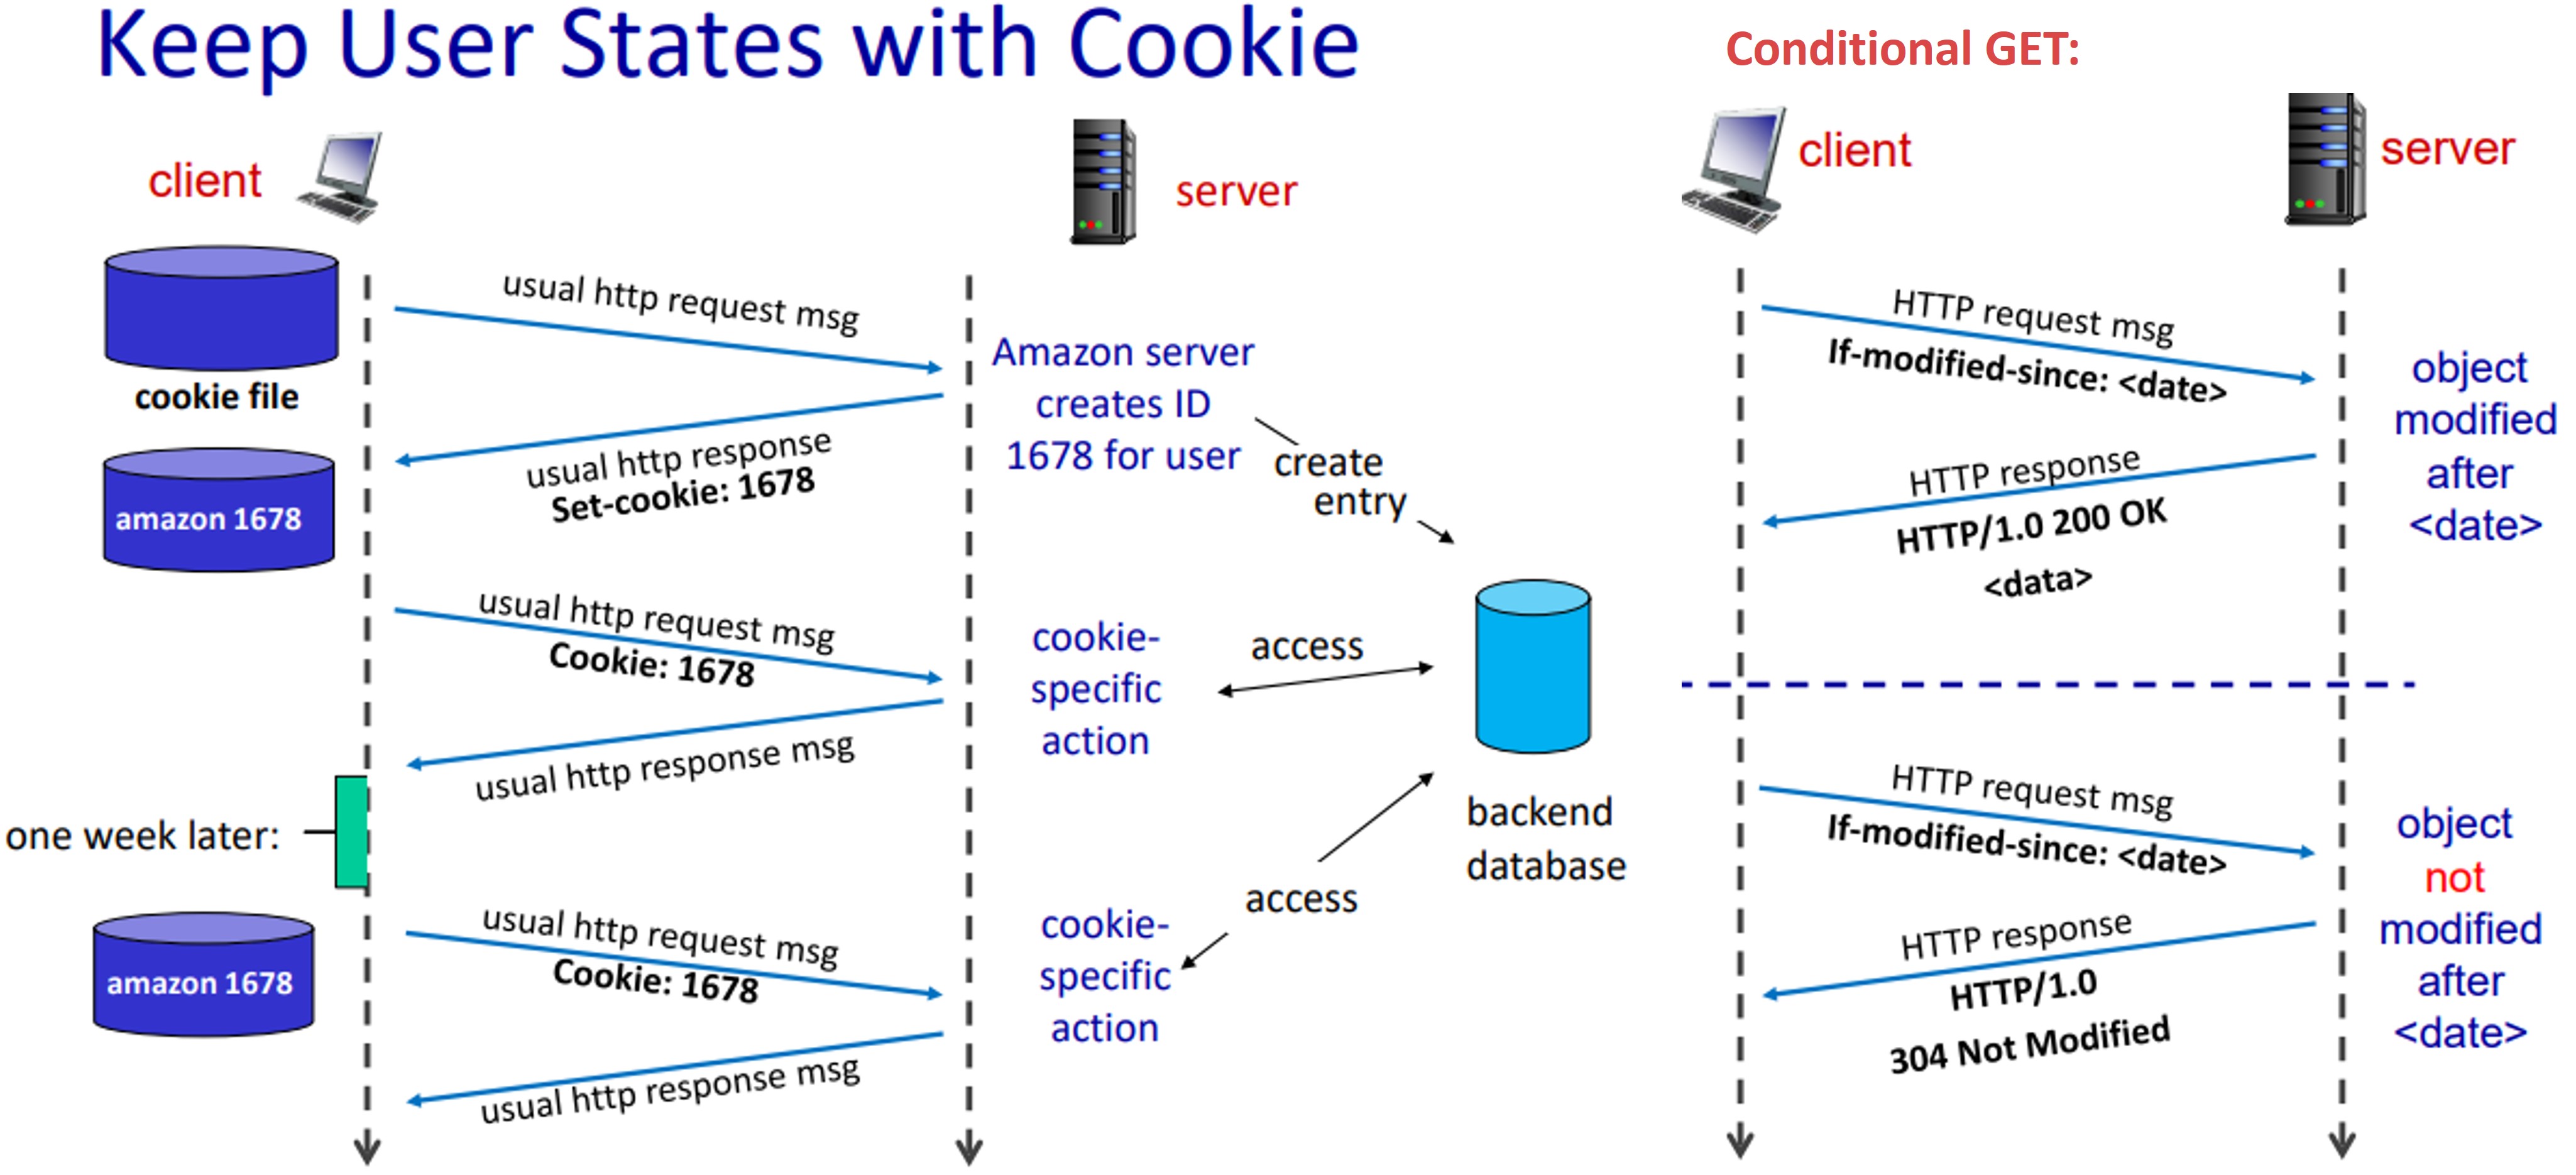 Keep User States with Cookie
client
server
cookie file
usual http request msg
Amazon server
creates ID
1678 for user
create
entry
usual http response
Set-cookie: 1678
amazon 1678
usual http request msg
Cookie: 1678
cookie-
specific
action
access
usual http response msg
backend
database
one week later:
access
amazon 1678
usual http request msg
Cookie: 1678
cookie-
specific
action
usual http response msg
Conditional GET:
client
server
HTTP request msg
If-modified-since: <date>
object
modified
after
<date>
HTTP response
HTTP/1.0 200 OK
<data>
HTTP request msg
If-modified-since: <date>
object
not
modified
after
<date>
HTTP response
HTTP/1.0
304 Not Modified